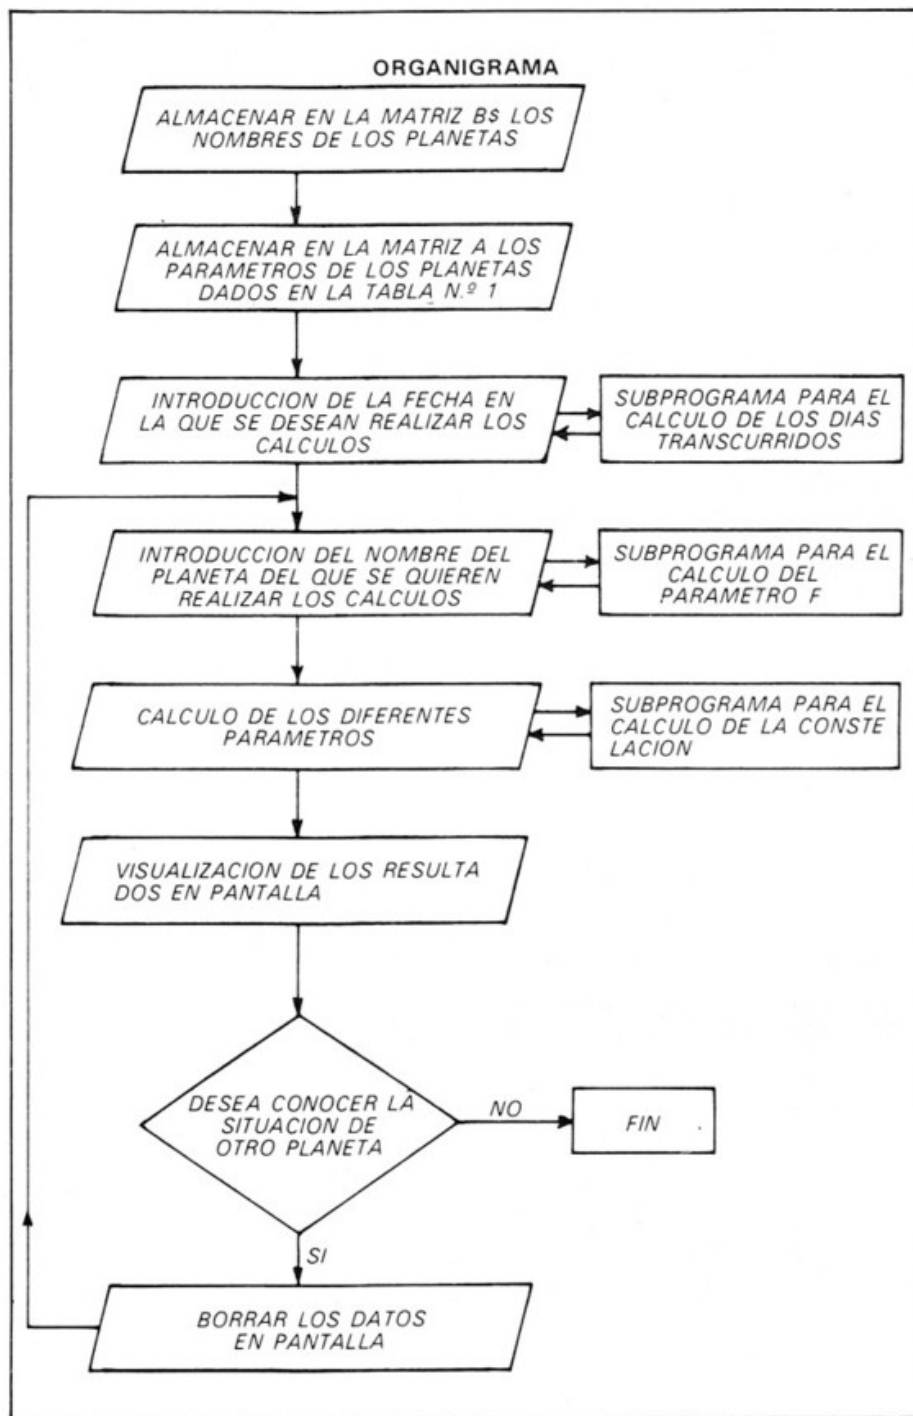 ORGANIGRAMA
ALMACENAR EN LA MATRIZ B$ LOS
NOMBRES DE LOS PLANETAS
ALMACENAR EN LA MATRIZ A LOS
PARAMETROS DE LOS PLANETAS
DADOS EN LA TABLA N.º 1
INTRODUCCION DE LA FECHA EN
LA QUE SE DESEAN REALIZAR LOS
CALCULOS
SUBPROGRAMA PARA EL
CALCULO DE LOS DIAS
TRANSCURRIDOS
INTRODUCCION DEL NOMBRE DEL
PLANETA DEL QUE SE QUIEREN
REALIZAR LOS CALCULOS
SUBPROGRAMA PARA EL
CALCULO DEL
PARAMETRO F
CALCULO DE LOS DIFERENTES
PARAMETROS
SUBPROGRAMA PARA EL
CALCULO DE LA CONSTE
LACION
VISUALIZACION DE LOS RESULTA
DOS EN PANTALLA
DESEA CONOCER LA
SITUACION DE
OTRO PLANETA
NO
FIN
SI
BORRAR LOS DATOS
EN PANTALLA